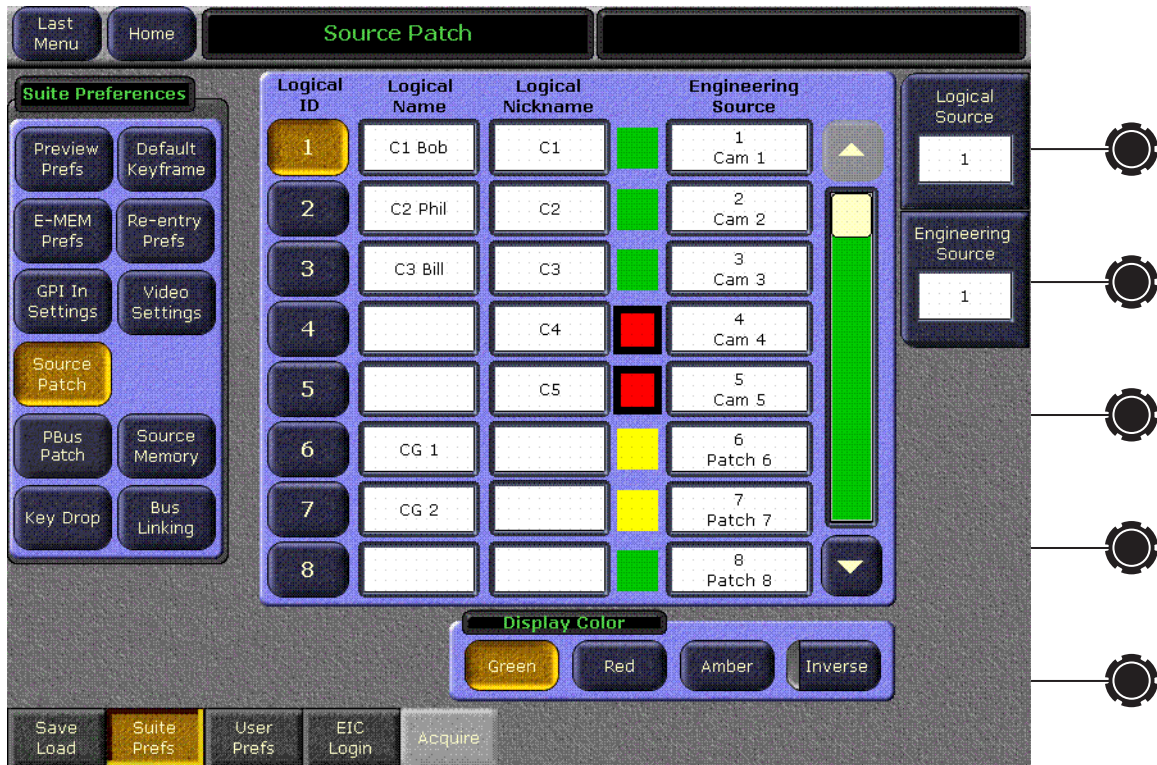 Last
Menu
Home
Source Patch
Suite Preferences
Preview
Prefs
Default
Keyframe
E-MEM
Prefs
Re-entry
Prefs
GPI In
Settings
Video
Settings
Source
Patch
PBus
Patch
Source
Memory
Key Drop
Bus
Linking
Logical
ID
Logical
Name
Logical
Nickname
Engineering
Source
1
C1 Bob
C1
1
Cam 1
2
C2 Phil
C2
2
Cam 2
3
C3 Bill
C3
3
Cam 3
4
C4
4
Cam 4
5
C5
5
Cam 5
6
CG 1
6
Patch 6
7
CG 2
7
Patch 7
8
8
Patch 8
Logical
Source
1
Engineering
Source
1
Display Color
Green
Red
Amber
Inverse
Save
Load
Suite
Prefs
User
Prefs
EIC
Login
Acquire